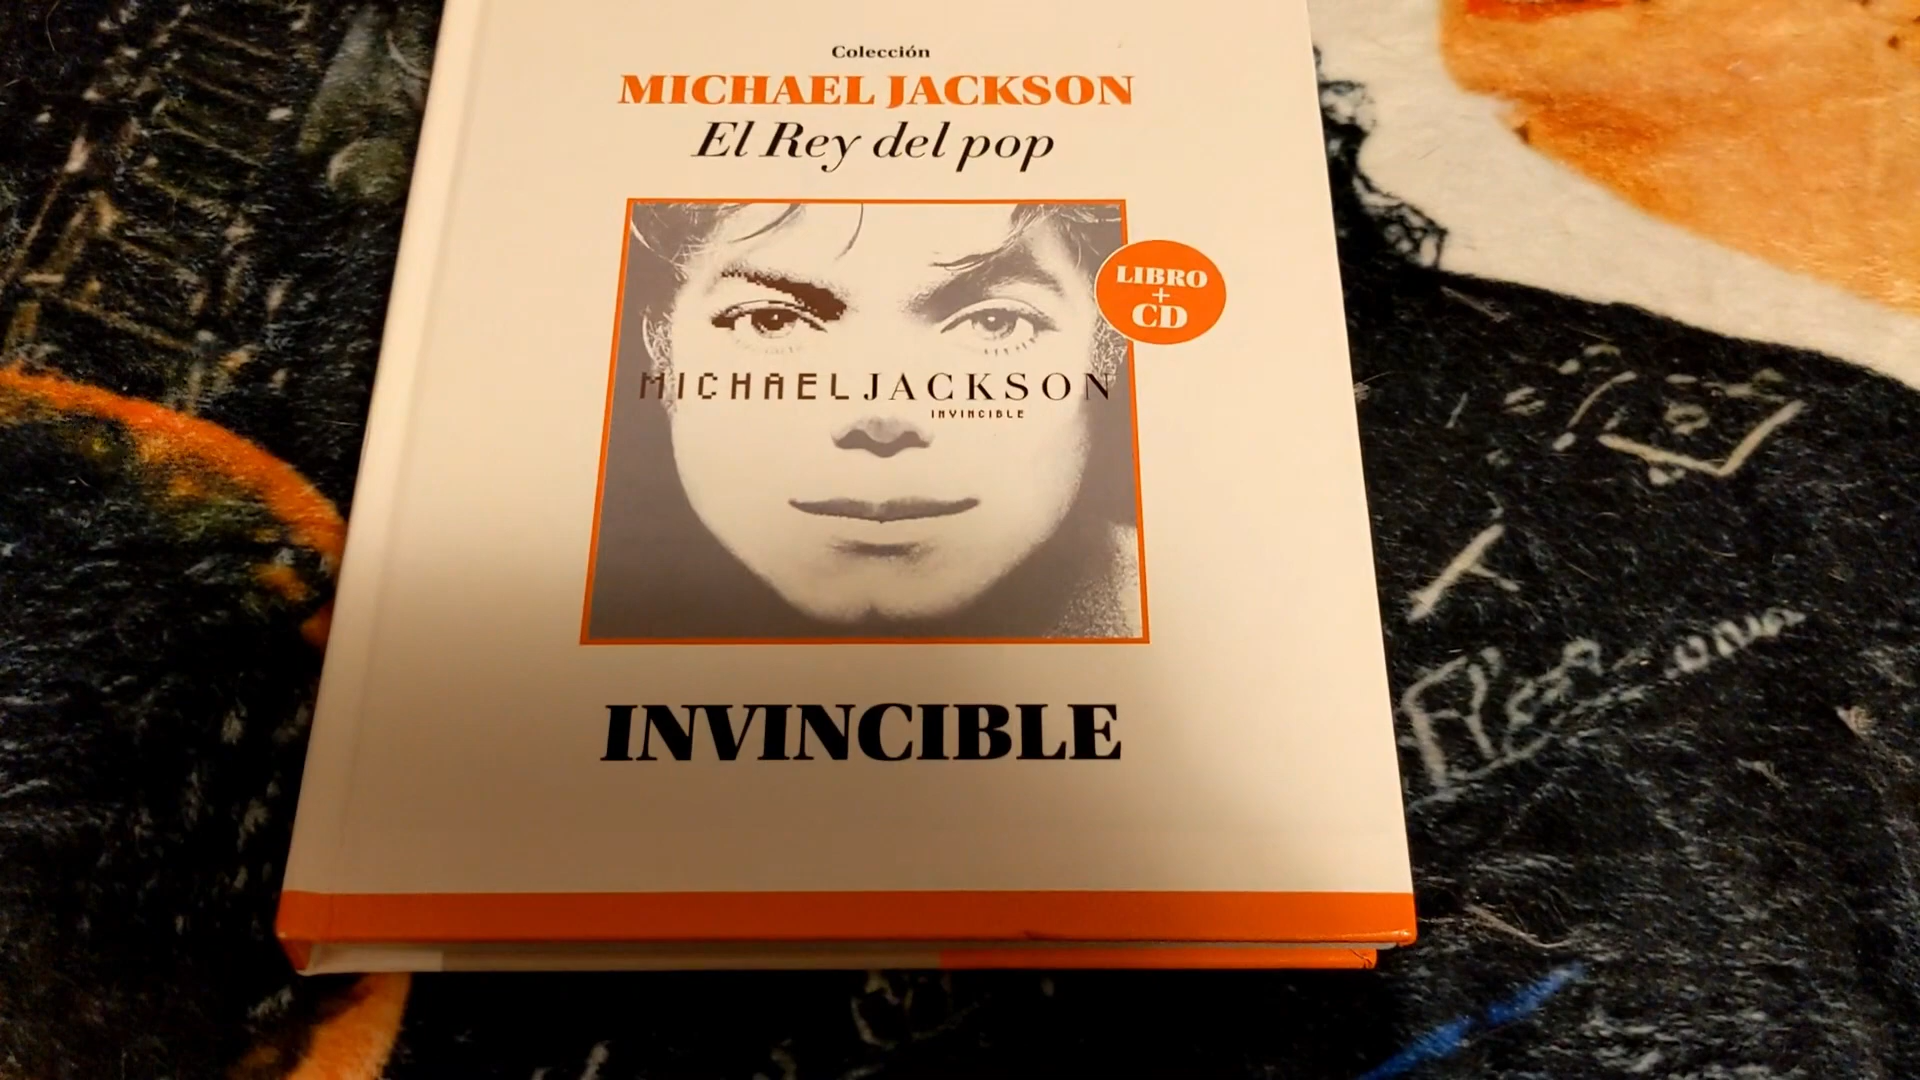 Colección
MICHAEL JACKSON
El Rey del pop
LIBRO
+
CD
MICHAEL JACKSON
INVINCIBLE
INVINCIBLE